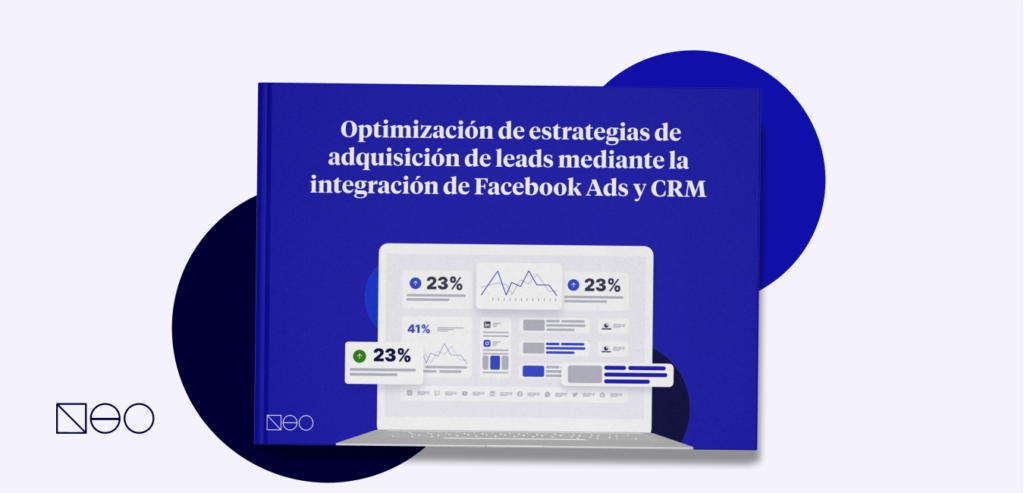 Optimización de estrategias de
adquisición de leads mediante la
integración de Facebook Ads y CRM
23%
23%
41%
23%
NEO
NEO